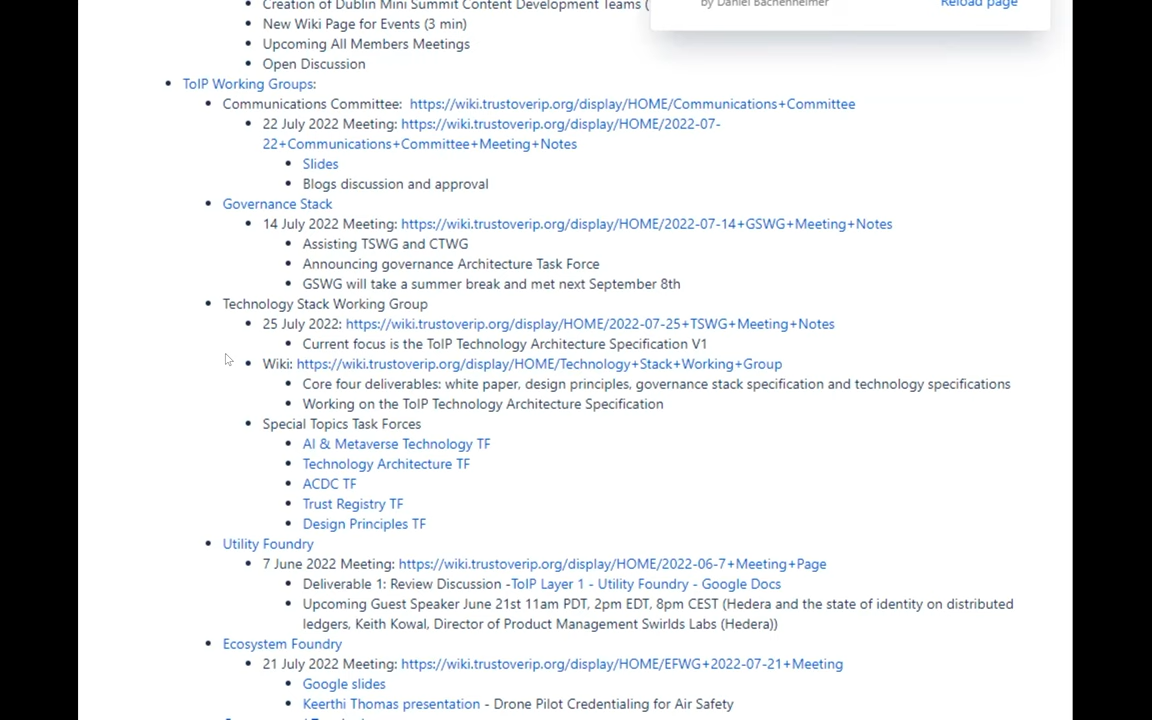 Creation of Dublin Mini Summit Content Development Teams (
by Daniel Bachenheimer
Reload page
New Wiki Page for Events (3 min)
Upcoming All Members Meetings
Open Discussion
ToIP Working Groups:
Communications Committee: https://wiki.trustoverip.org/display/HOME/Communications+Committee
22 July 2022 Meeting: https://wiki.trustoverip.org/display/HOME/2022-07-
22+Communications+Committee+Meeting+Notes
Slides
Blogs discussion and approval
Governance Stack
14 July 2022 Meeting: https://wiki.trustoverip.org/display/HOME/2022-07-14+GSWG+Meeting+Notes
Assisting TSWG and CTWG
Announcing governance Architecture Task Force
GSWG will take a summer break and met next September 8th
Technology Stack Working Group
25 July 2022: https://wiki.trustoverip.org/display/HOME/2022-07-25+TSWG+Meeting+Notes
Current focus is the ToIP Technology Architecture Specification V1
Wiki: https://wiki.trustoverip.org/display/HOME/Technology+Stack+Working+Group
Core four deliverables: white paper, design principles, governance stack specification and technology specifications
Working on the ToIP Technology Architecture Specification
Special Topics Task Forces
AI & Metaverse Technology TF
Technology Architecture TF
ACDC TF
Trust Registry TF
Design Principles TF
Utility Foundry
7 June 2022 Meeting: https://wiki.trustoverip.org/display/HOME/2022-06-7+Meeting+Page
Deliverable 1: Review Discussion -ToIP Layer 1 - Utility Foundry - Google Docs
Upcoming Guest Speaker June 21st 11am PDT, 2pm EDT, 8pm CEST (Hedera and the state of identity on distributed
ledgers, Keith Kowal, Director of Product Management Swirlds Labs (Hedera))
Ecosystem Foundry
21 July 2022 Meeting: https://wiki.trustoverip.org/display/HOME/EFWG+2022-07-21+Meeting
Google slides
Keerthi Thomas presentation - Drone Pilot Credentialing for Air Safety